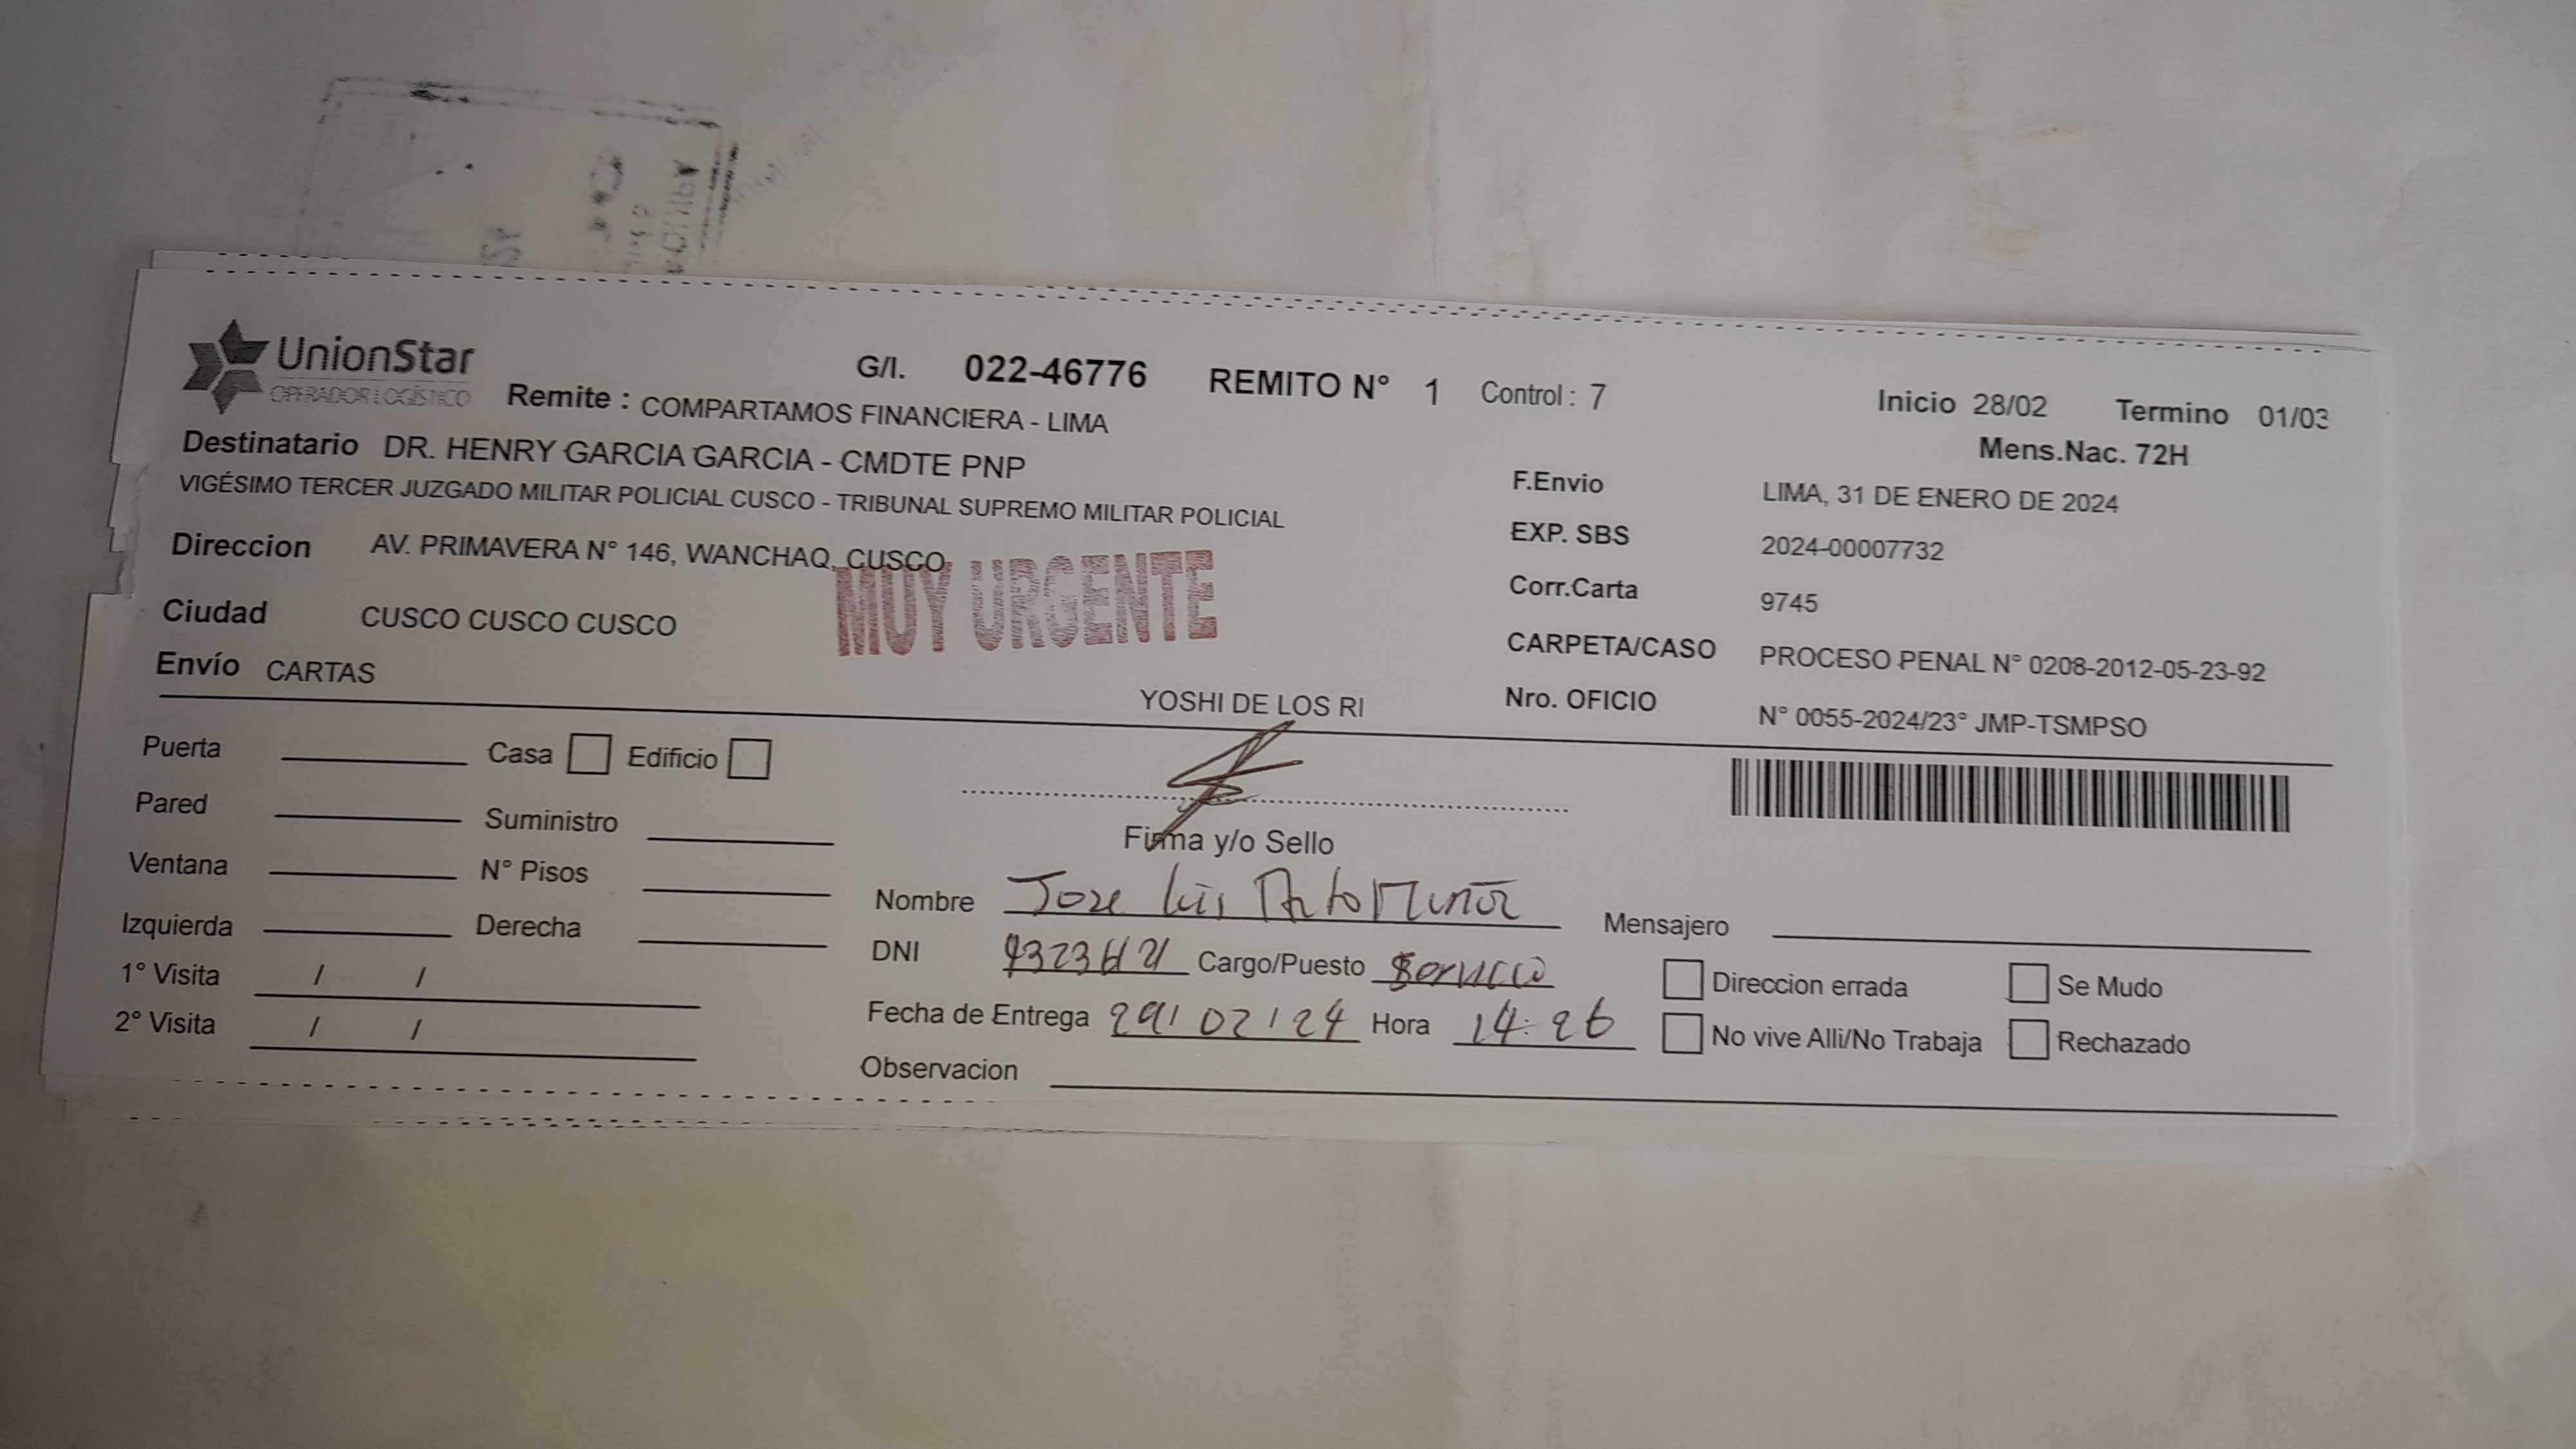 UnionStar
OPERADOR LOGÍSTICO
G/I. 022-46776 REMITO N° 1 Control : 7
Inicio 28/02 Termino 01/03
Mens.Nac. 72H
Remite : COMPARTAMOS FINANCIERA - LIMA
Destinatario DR. HENRY GARCIA GARCIA - CMDTE PNP
VIGÉSIMO TERCER JUZGADO MILITAR POLICIAL CUSCO - TRIBUNAL SUPREMO MILITAR POLICIAL
Direccion AV. PRIMAVERA N° 146, WANCHAQ, CUSCO
MUY URGENTE
Ciudad CUSCO CUSCO CUSCO
Envío CARTAS
YOSHI DE LOS RI
F.Envio LIMA, 31 DE ENERO DE 2024
EXP. SBS 2024-00007732
Corr.Carta 9745
CARPETA/CASO PROCESO PENAL N° 0208-2012-05-23-92
Nro. OFICIO N° 0055-2024/23° JMP-TSMPSO
Puerta Casa Edificio
Pared Suministro
Ventana N° Pisos
Izquierda Derecha
1° Visita / /
2° Visita / /
Firma y/o Sello
Nombre Jose Luis
DNI Cargo/Puesto
Fecha de Entrega 29/02/24 Hora 14:26
Observacion
Mensajero
Direccion errada Se Mudo
No vive Alli/No Trabaja Rechazado